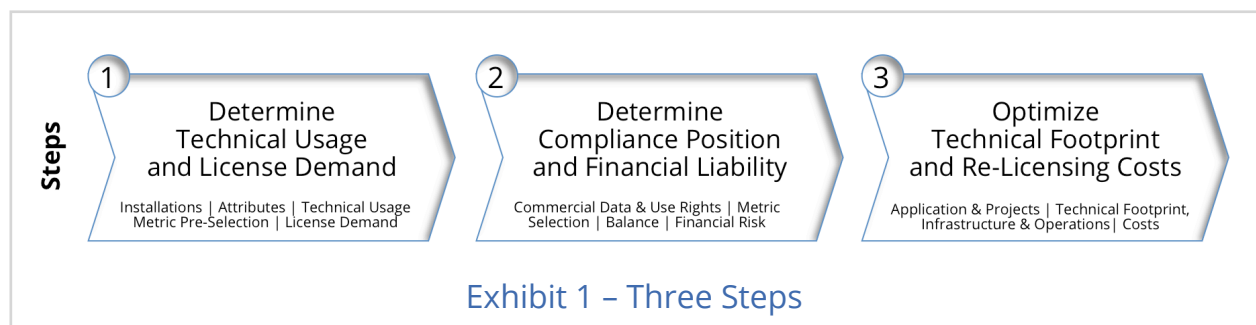 Steps
1
Determine
Technical Usage
and License Demand
Installations | Attributes | Technical Usage
Metric Pre-Selection | License Demand
2
Determine
Compliance Position
and Financial Liability
Commercial Data & Use Rights | Metric
Selection | Balance | Financial Risk
3
Optimize
Technical Footprint
and Re-Licensing Costs
Application & Projects | Technical Footprint,
Infrastructure & Operations| Costs
Exhibit 1 – Three Steps